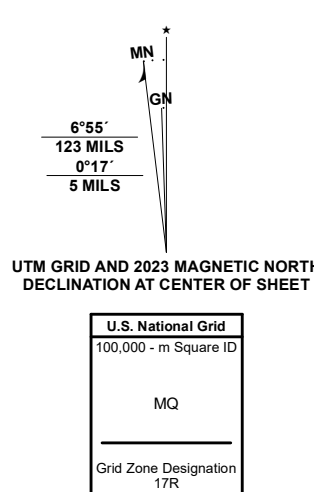 MN
GN
6°55´
123 MILS
0°17´
5 MILS
UTM GRID AND 2023 MAGNETIC NORTH
DECLINATION AT CENTER OF SHEET
U.S. National Grid
100,000 - m Square ID
MQ
Grid Zone Designation
17R